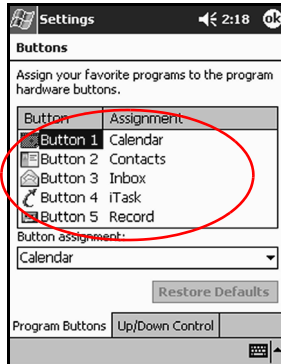 Settings 2:18 ok
Buttons
Assign your favorite programs to the program
hardware buttons.
Button Assignment
Button 1 Calendar
Button 2 Contacts
Button 3 Inbox
Button 4 iTask
Button 5 Record
Button assignment:
Calendar
Restore Defaults
Program Buttons Up/Down Control